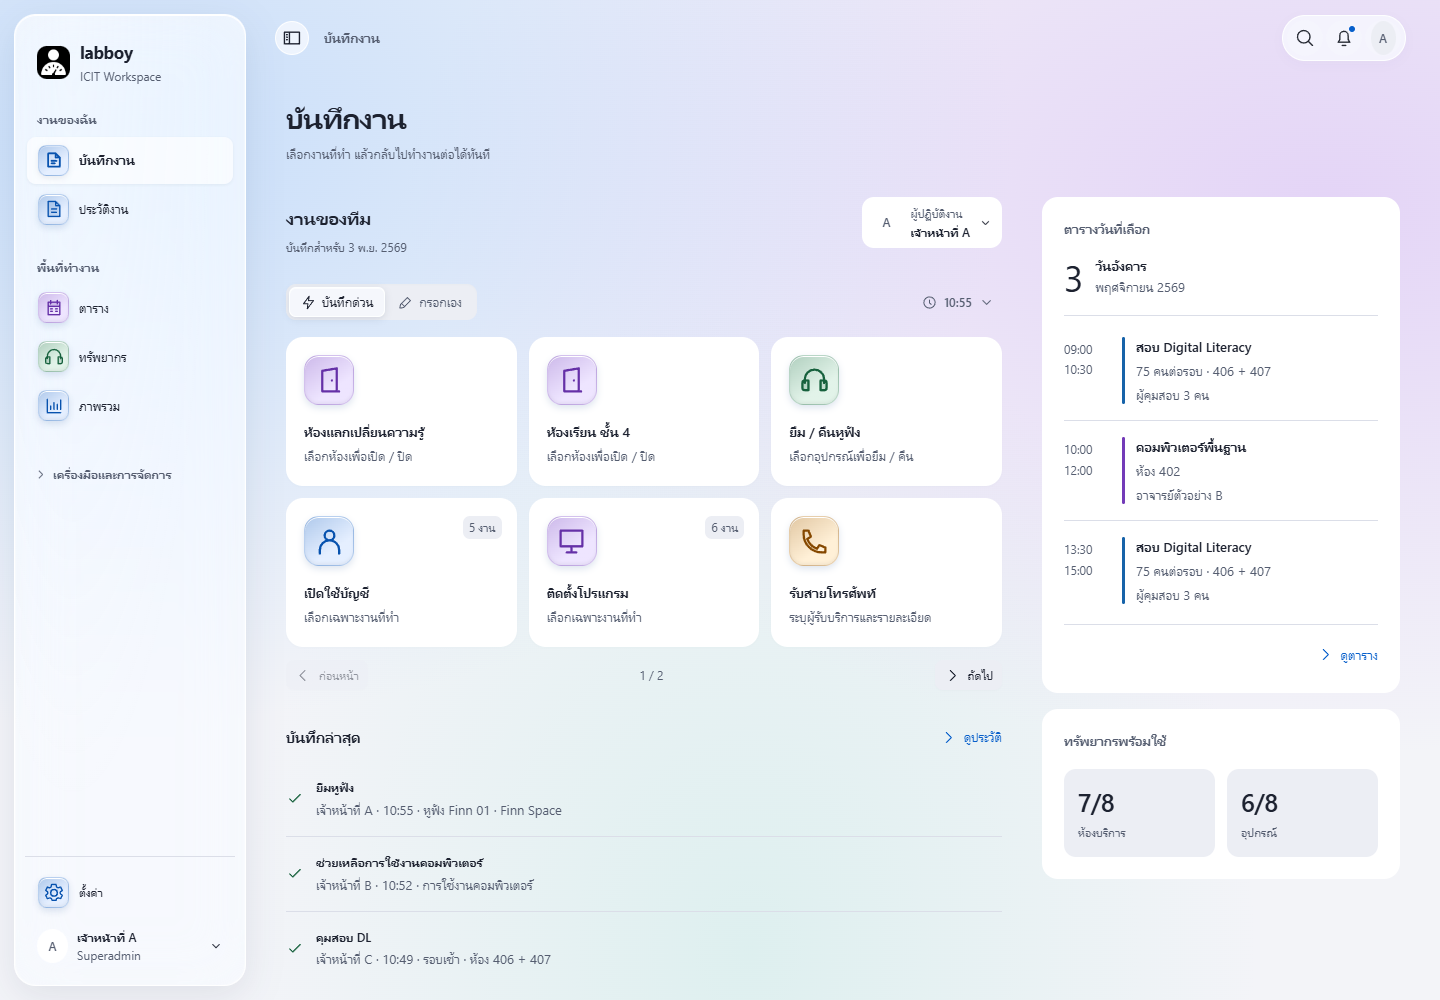 labboy
ICIT Workspace
งานของฉัน
บันทึกงาน
ประวัติงาน
พื้นที่ทำงาน
ตาราง
ทรัพยากร
ภาพรวม
เครื่องมือและการจัดการ
ตั้งค่า
A
เจ้าหน้าที่ A
Superadmin
บันทึกงาน
A
บันทึกงาน
เลือกงานที่ทำ แล้วกลับไปทำงานต่อได้ทันที
งานของทีม
บันทึกสำหรับ 3 พ.ย. 2569
A
ผู้ปฏิบัติงาน
เจ้าหน้าที่ A
บันทึกด่วน
กรอกเอง
10:55
ห้องแลกเปลี่ยนความรู้
เลือกห้องเพื่อเปิด / ปิด
ห้องเรียน ชั้น 4
เลือกห้องเพื่อเปิด / ปิด
ยืม / คืนหูฟัง
เลือกอุปกรณ์เพื่อยืม / คืน
5 งาน
เปิดใช้บัญชี
เลือกเฉพาะงานที่ทำ
6 งาน
ติดตั้งโปรแกรม
เลือกเฉพาะงานที่ทำ
รับสายโทรศัพท์
ระบุผู้รับบริการและรายละเอียด
ก่อนหน้า
1 / 2
ถัดไป
บันทึกล่าสุด
ดูประวัติ
ยืมหูฟัง
เจ้าหน้าที่ A · 10:55 · หูฟัง Finn 01 · Finn Space
ช่วยเหลือการใช้งานคอมพิวเตอร์
เจ้าหน้าที่ B · 10:52 · การใช้งานคอมพิวเตอร์
คุมสอบ DL
เจ้าหน้าที่ C · 10:49 · รอบเช้า · ห้อง 406 + 407
ตารางวันที่เลือก
3
วันอังคาร
พฤศจิกายน 2569
09:00
10:30
สอบ Digital Literacy
75 คนต่อรอบ · 406 + 407
ผู้คุมสอบ 3 คน
10:00
12:00
คอมพิวเตอร์พื้นฐาน
ห้อง 402
อาจารย์ตัวอย่าง B
13:30
15:00
สอบ Digital Literacy
75 คนต่อรอบ · 406 + 407
ผู้คุมสอบ 3 คน
ดูตาราง
ทรัพยากรพร้อมใช้
7/8
ห้องบริการ
6/8
อุปกรณ์